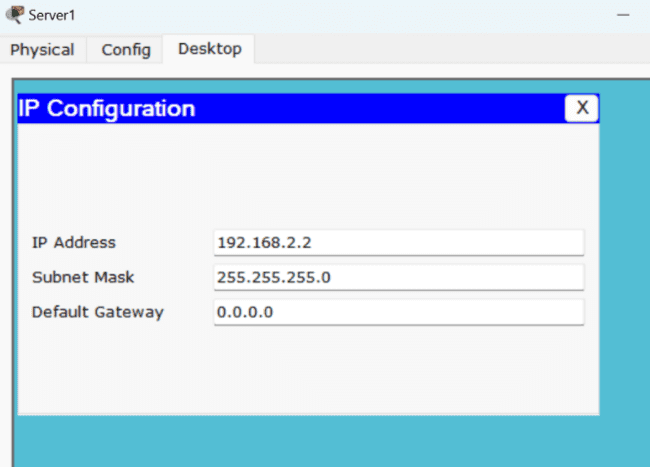 Server1
Physical Config Desktop
IP Configuration X
IP Address 192.168.2.2
Subnet Mask 255.255.255.0
Default Gateway 0.0.0.0